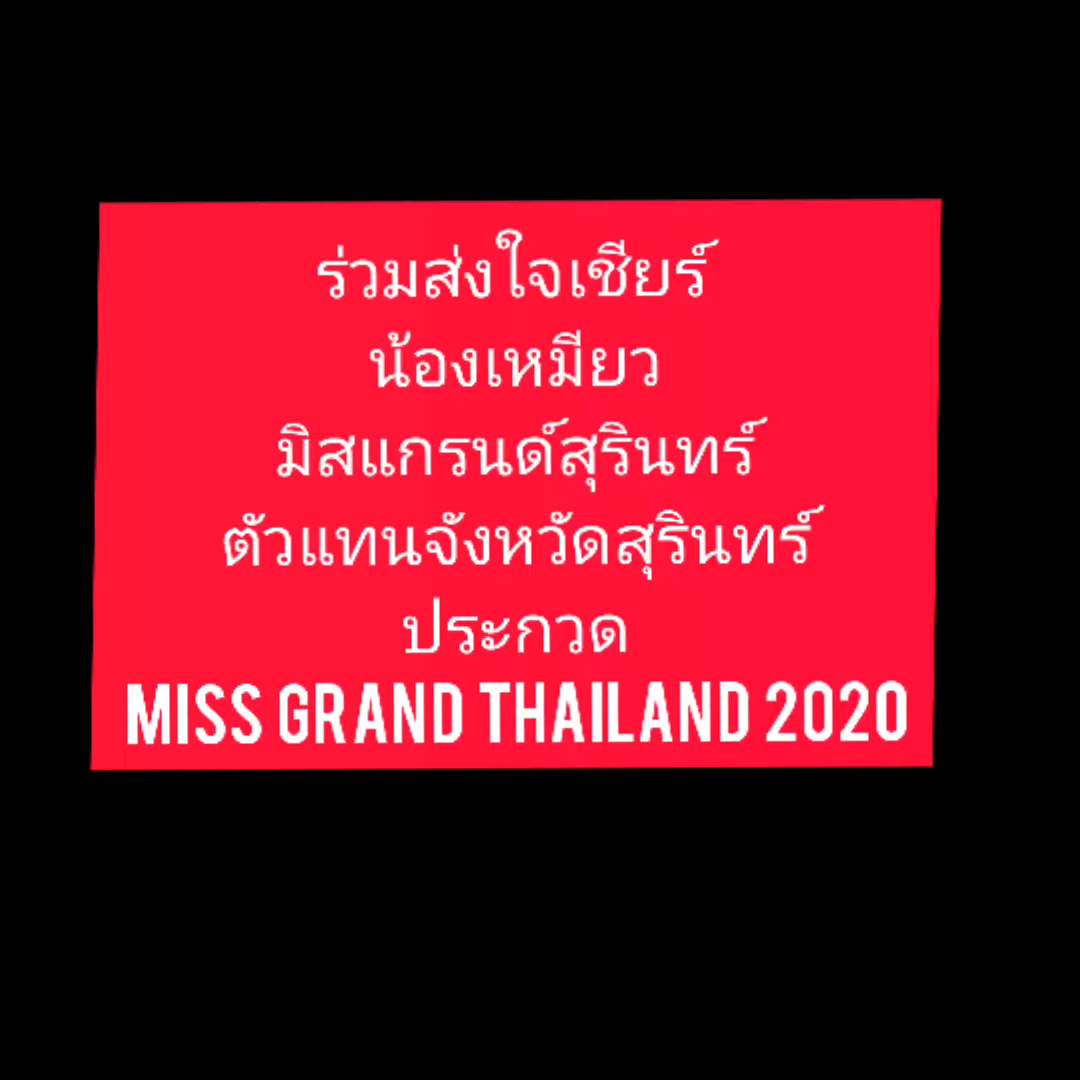 ร่วมส่งใจเชียร์
น้องเหมียว
มิสแกรนด์สุรินทร์
ตัวแทนจังหวัดสุรินทร์
ประกวด
MISS GRAND THAILAND 2020